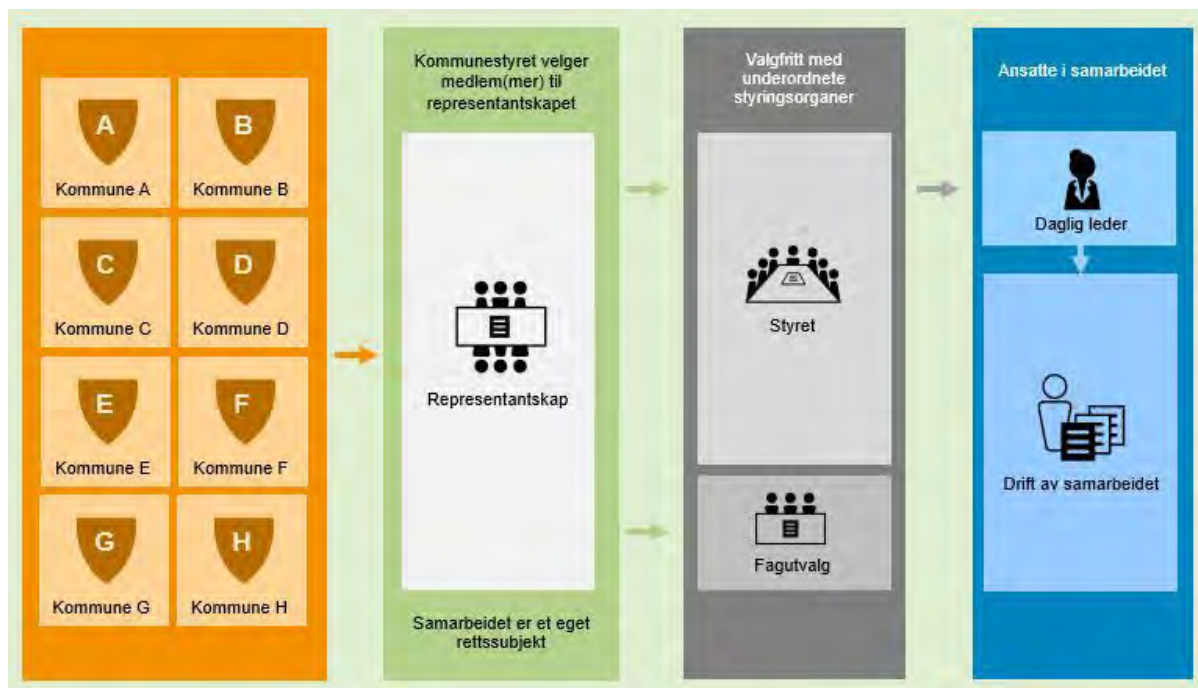 A
B
Kommune A
Kommune B
C
D
Kommune C
Kommune D
E
F
Kommune E
Kommune F
G
H
Kommune G
Kommune H
Kommunestyret velger
medlem(mer) til
representantskapet
Representantskap
Samarbeidet er et eget
rettssubjekt
Valgfritt med
underordnete
styringsorganer
Styret
Fagutvalg
Ansatte i samarbeidet
Daglig leder
Drift av samarbeidet